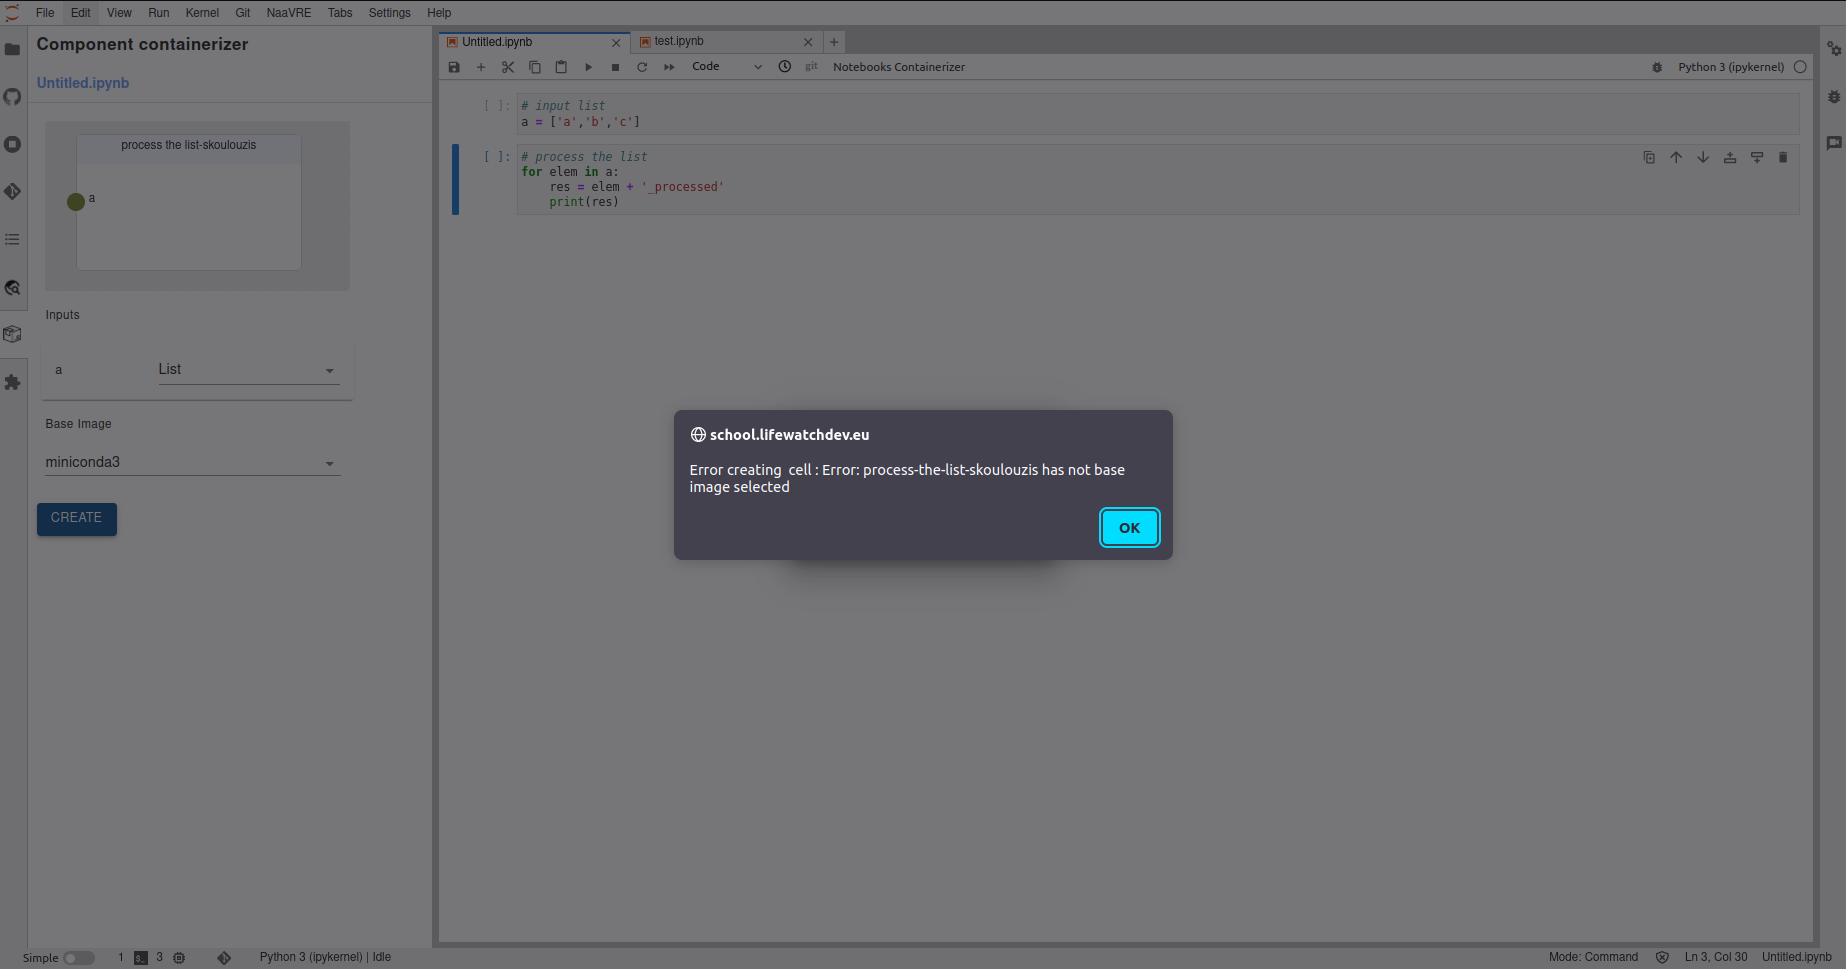 File Edit View Run Kernel Git NaaVRE Tabs Settings Help
Component containerizer
Untitled.ipynb
process the list-skoulouzis
a
Inputs
a List
Base Image
miniconda3
CREATE
Untitled.ipynb test.ipynb
Code git Notebooks Containerizer Python 3 (ipykernel)
[ ]: # input list
a = ['a','b','c']
[ ]: # process the list
for elem in a:
res = elem + '_processed'
print(res)
school.lifewatchdev.eu
Error creating cell : Error: process-the-list-skoulouzis has not base
image selected
OK
Simple 1 3 Python 3 (ipykernel) | Idle Mode: Command Ln 3, Col 30 Untitled.ipynb